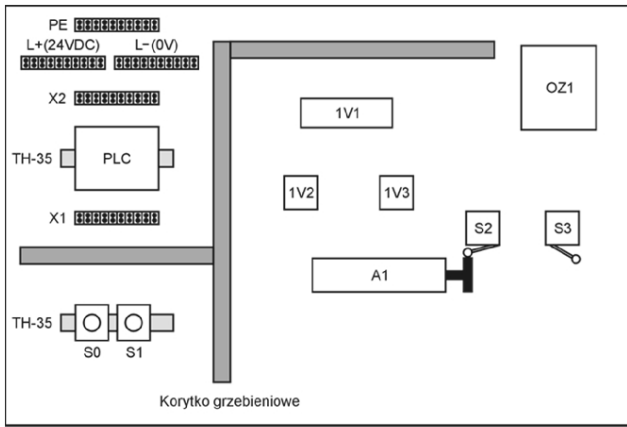 PE
L+(24VDC) L−(0V)
X2
OZ1
1V1
TH-35 PLC
1V2 1V3
X1
S2 S3
A1
TH-35
S0 S1
Korytko grzebieniowe